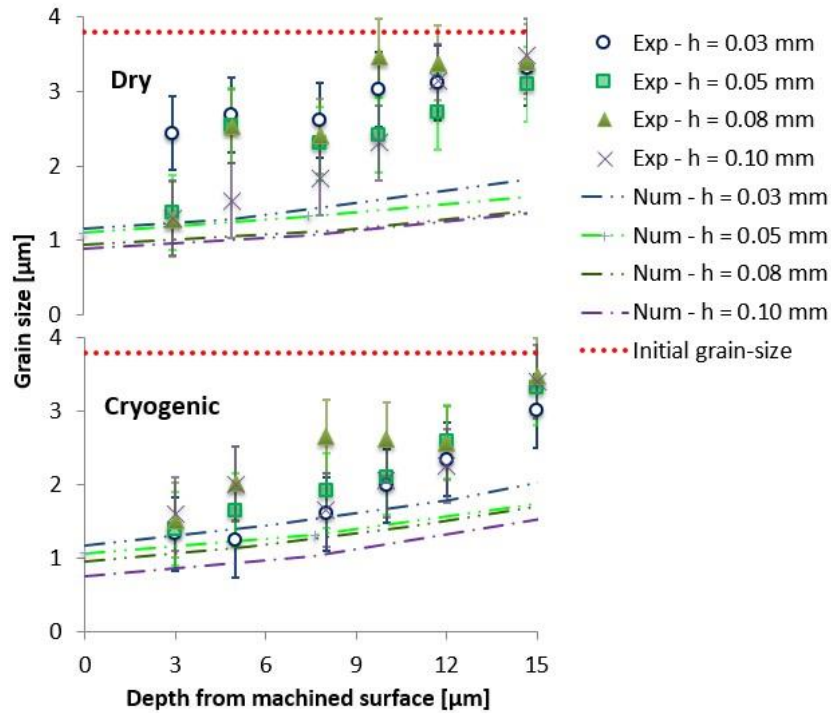 4
3
2
1
0
Dry
4
3
2
1
0
Cryogenic
0 3 6 9 12 15
Grain size [µm]
Depth from machined surface [µm]
Exp - h = 0.03 mm
Exp - h = 0.05 mm
Exp - h = 0.08 mm
Exp - h = 0.10 mm
Num - h = 0.03 mm
Num - h = 0.05 mm
Num - h = 0.08 mm
Num - h = 0.10 mm
Initial grain-size